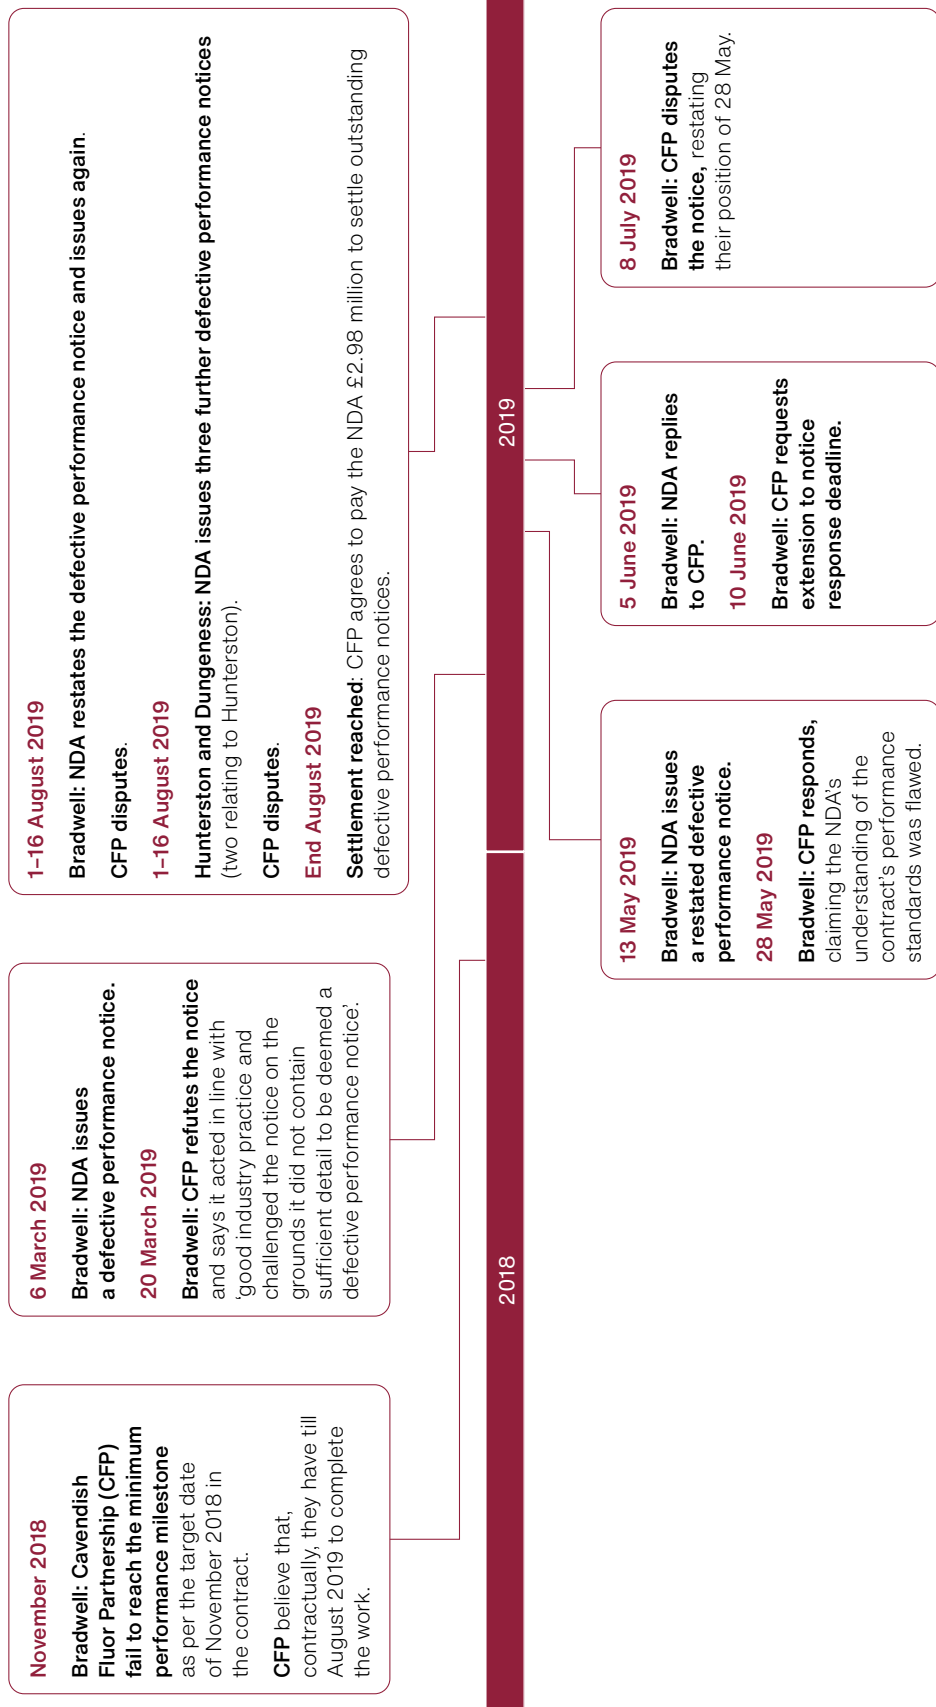 November 2018
Bradwell: Cavendish
Fluor Partnership (CFP)
fail to reach the minimum
performance milestone
as per the target date
of November 2018 in
the contract.
CFP believe that,
contractually, they have till
August 2019 to complete
the work.
6 March 2019
Bradwell: NDA issues
a defective performance notice.
20 March 2019
Bradwell: CFP refutes the notice
and says it acted in line with
‘good industry practice and
challenged the notice on the
grounds it did not contain
sufficient detail to be deemed a
defective performance notice’.
1–16 August 2019
Bradwell: NDA restates the defective performance notice and issues again.
CFP disputes.
1–16 August 2019
Hunterston and Dungeness: NDA issues three further defective performance notices
(two relating to Hunterston).
CFP disputes.
End August 2019
Settlement reached: CFP agrees to pay the NDA £2.98 million to settle outstanding
defective performance notices.
2018
2019
13 May 2019
Bradwell: NDA issues
a restated defective
performance notice.
28 May 2019
Bradwell: CFP responds,
claiming the NDA’s
understanding of the
contract’s performance
standards was flawed.
5 June 2019
Bradwell: NDA replies
to CFP.
10 June 2019
Bradwell: CFP requests
extension to notice
response deadline.
8 July 2019
Bradwell: CFP disputes
the notice, restating
their position of 28 May.